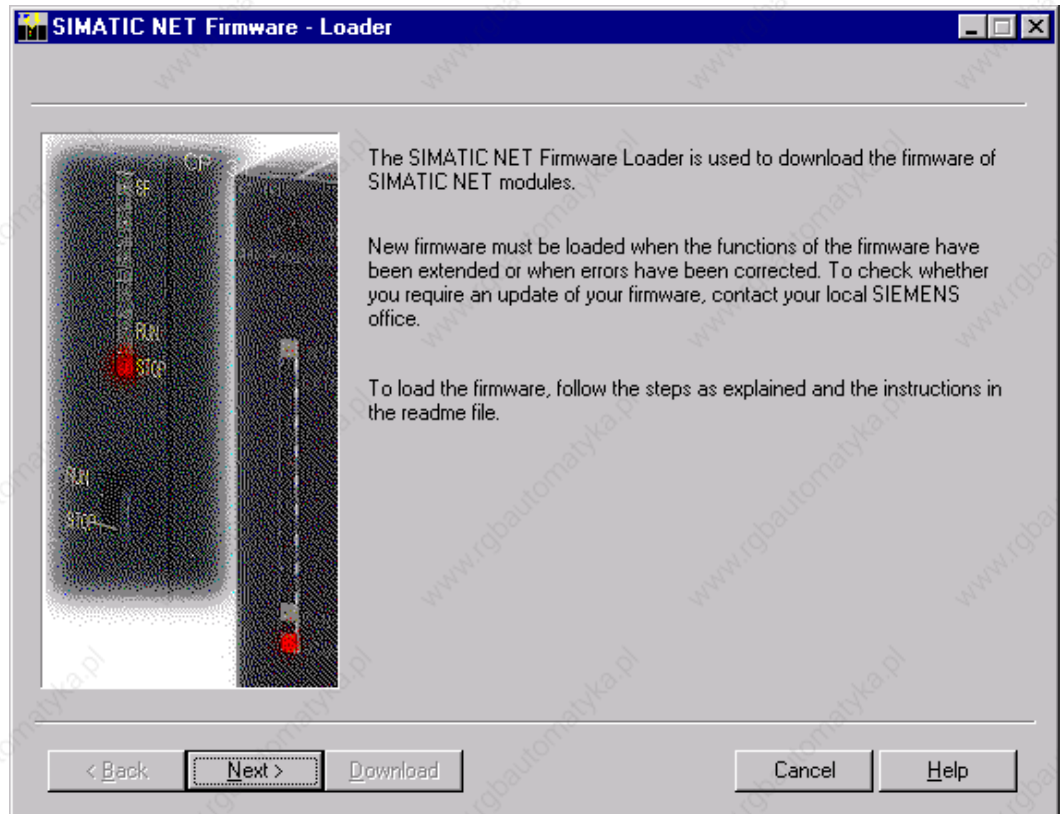 SIMATIC NET Firmware - Loader
The SIMATIC NET Firmware Loader is used to download the firmware of
SIMATIC NET modules.
New firmware must be loaded when the functions of the firmware have
been extended or when errors have been corrected. To check whether
you require an update of your firmware, contact your local SIEMENS
office.
To load the firmware, follow the steps as explained and the instructions in
the readme file.
CP
SF
RUN
STOP
RUN
STOP
< Back
Next >
Download
Cancel
Help
www.rgbautomatyka.pl